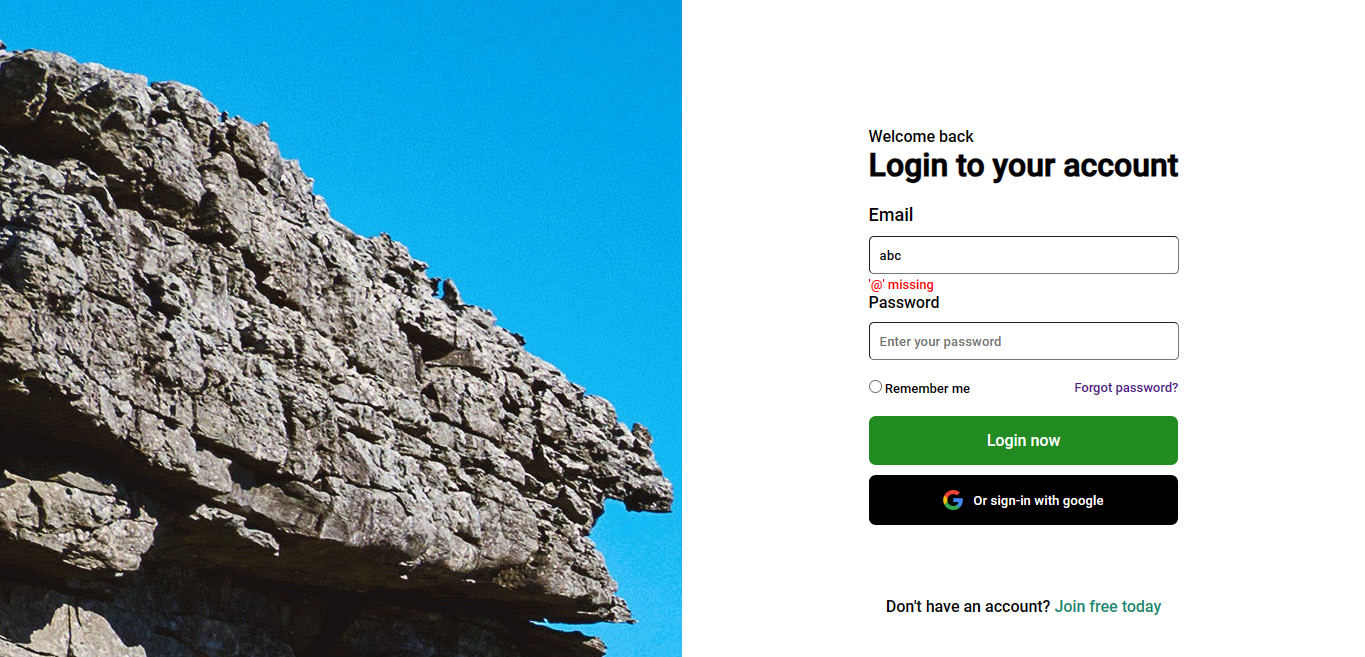 Welcome back
Login to your account
Email
abc
'@' missing
Password
Enter your password
Remember me Forgot password?
Login now
Or sign-in with google
Don't have an account? Join free today